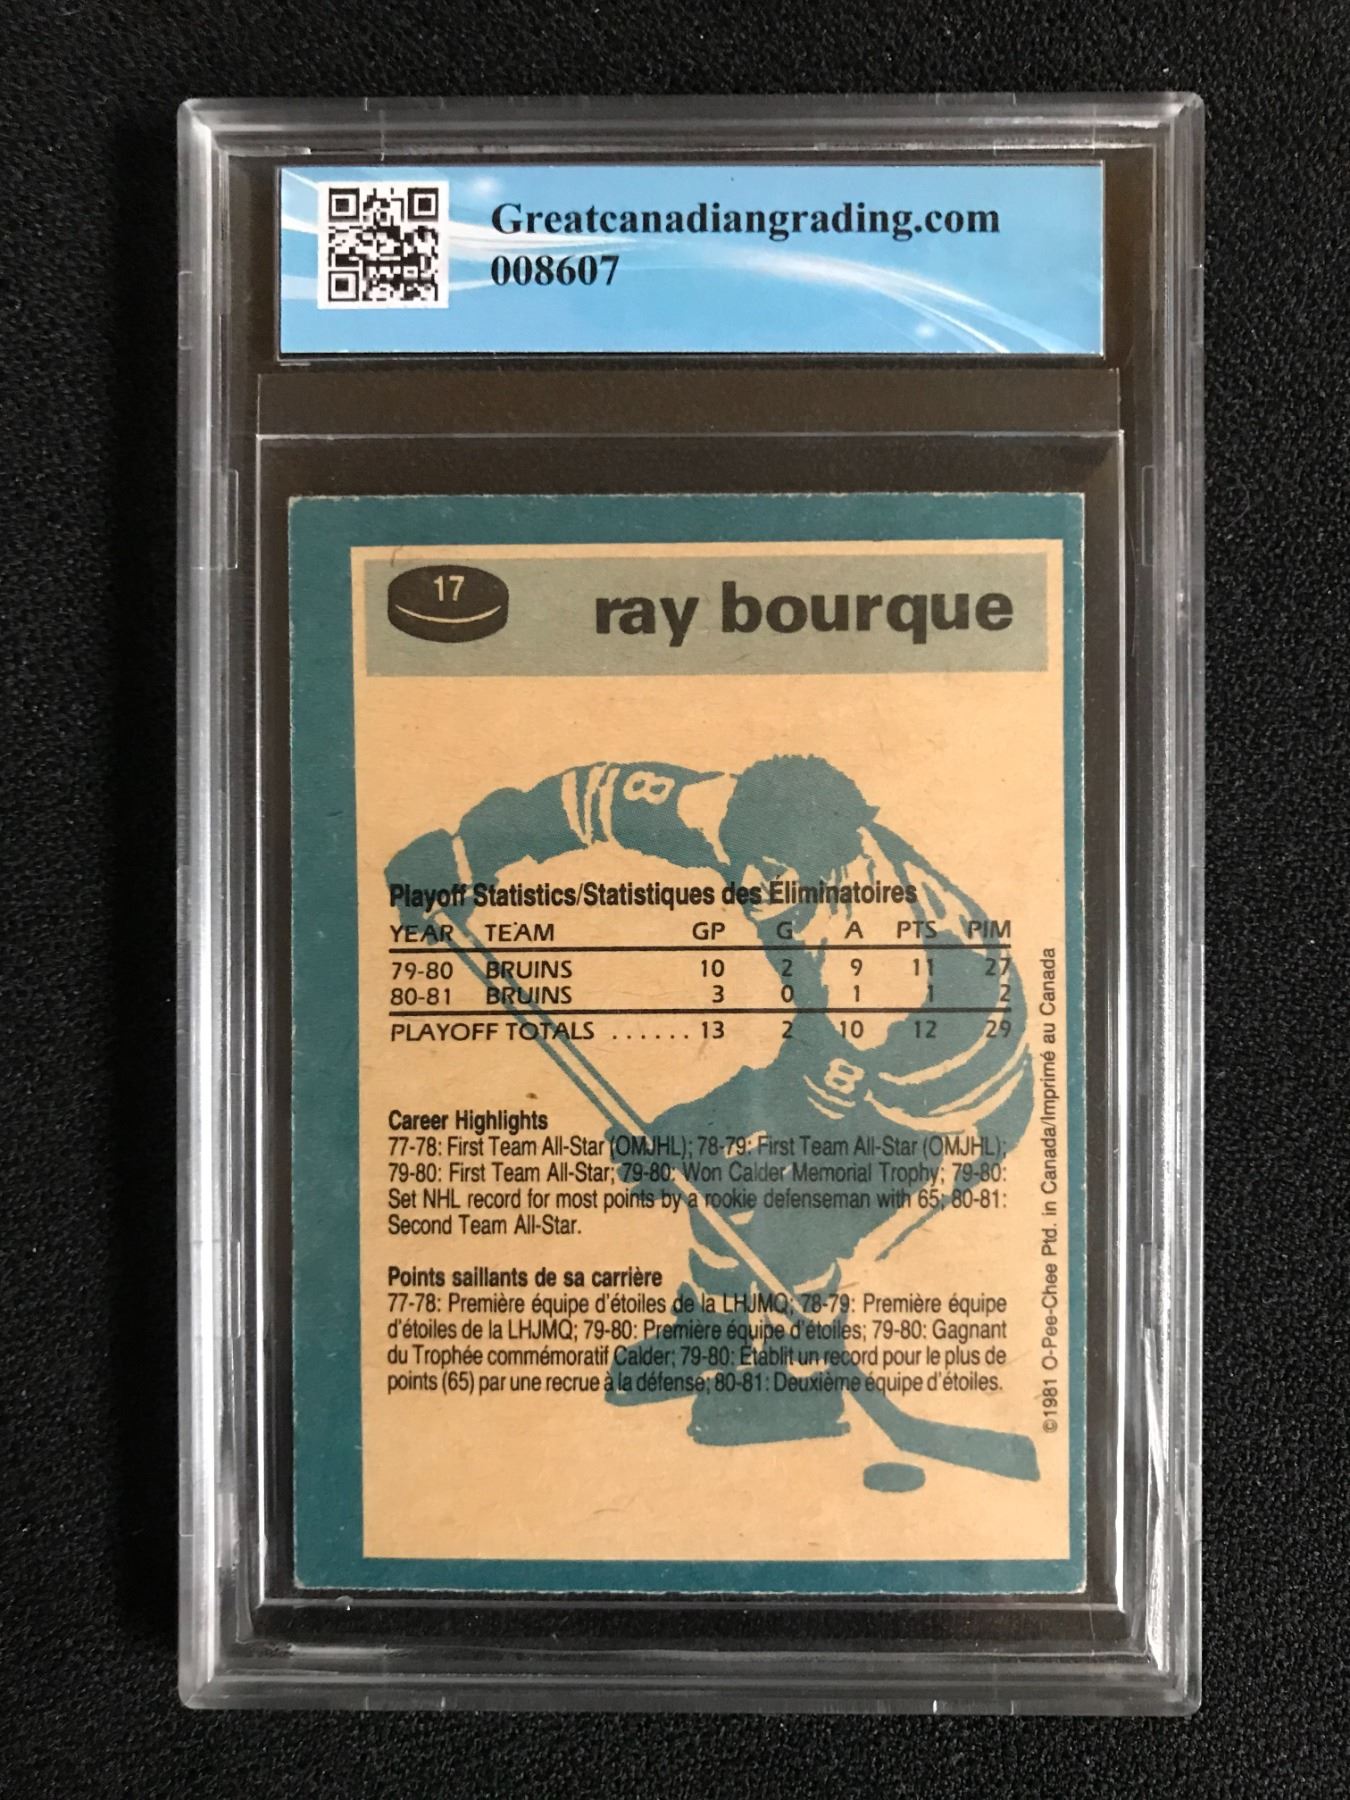 Greatcanadiangrading.com
008607
17
ray bourque
8
Playoff Statistics/Statistiques des Éliminatoires
YEAR TEAM GP G A PTS PIM
79-80 BRUINS 10 2 9 11 27
80-81 BRUINS 3 0 1 1 2
PLAYOFF TOTALS ...... 13 2 10 12 29
8
Career Highlights
77-78: First Team All-Star (OMJHL); 78-79: First Team All-Star (OMJHL);
79-80: First Team All-Star; 79-80: Won Calder Memorial Trophy; 79-80:
Set NHL record for most points by a rookie defenseman with 65; 80-81:
Second Team All-Star.
Points saillants de sa carrière
77-78: Première équipe d'étoiles de la LHJMQ; 78-79: Première équipe
d'étoiles de la LHJMQ; 79-80: Première équipe d'étoiles; 79-80: Gagnant
du Trophée commémoratif Calder; 79-80: Établit un record pour le plus de
points (65) par une recrue à la défense; 80-81: Deuxième équipe d'étoiles.
©1981 O-Pee-Chee Ptd. in Canada/Imprimé au Canada